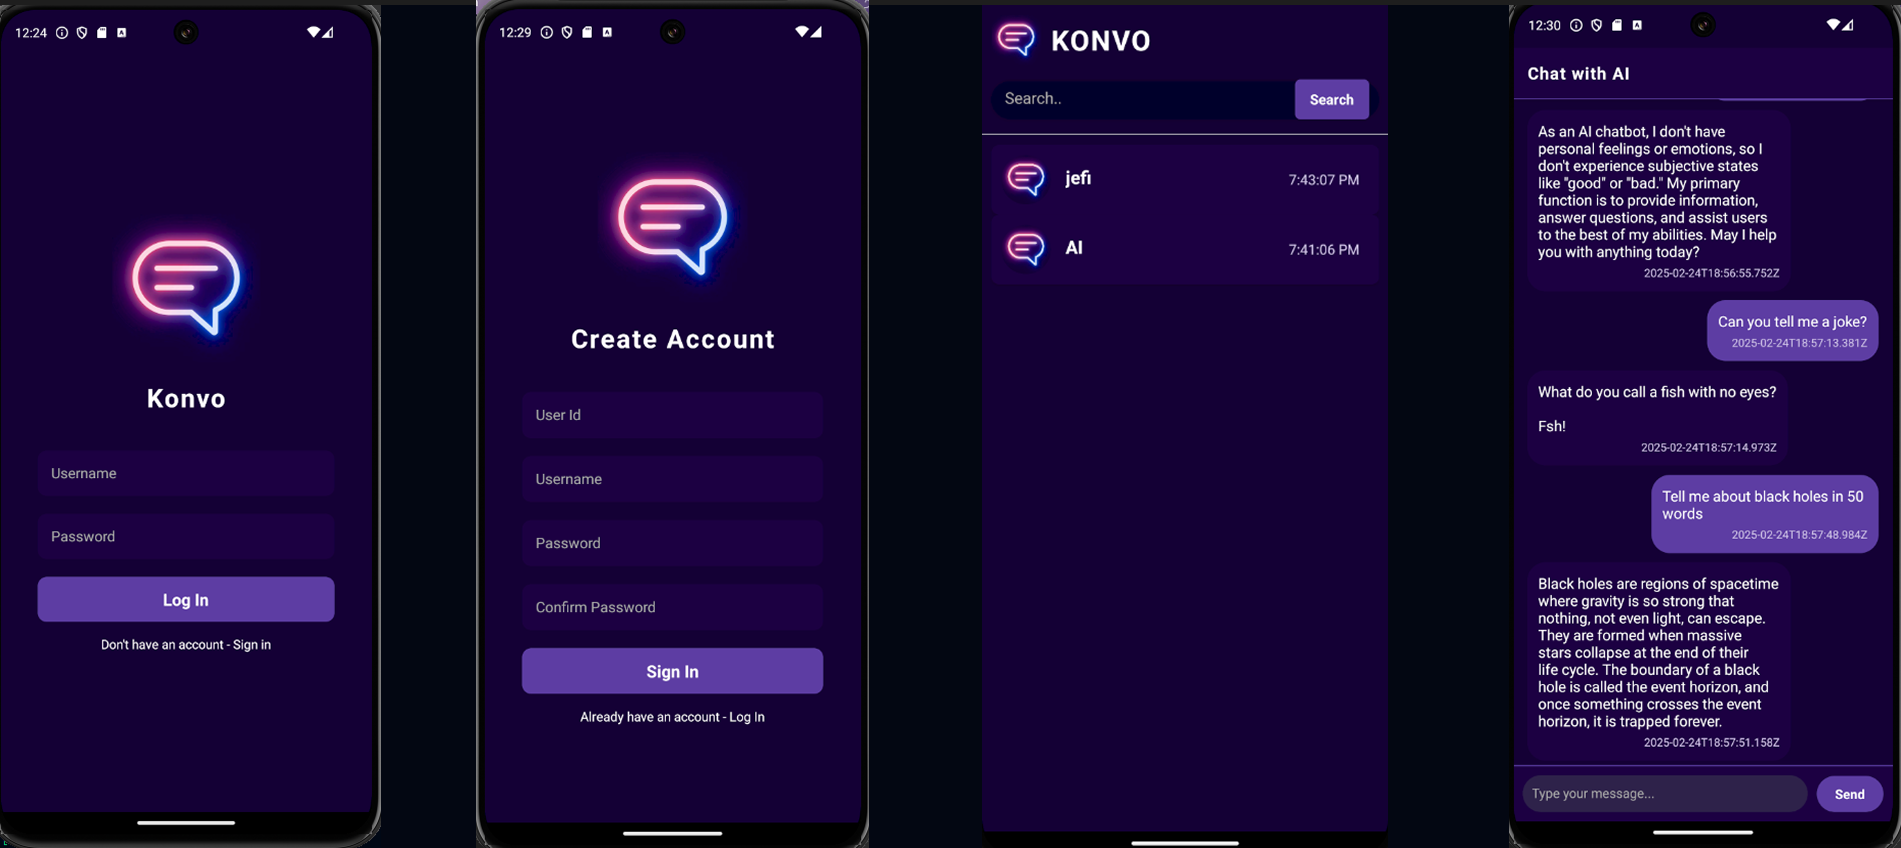 12:24
Konvo
Username
Password
Log In
Don't have an account - Sign in
12:29
Create Account
User Id
Username
Password
Confirm Password
Sign In
Already have an account - Log In
KONVO
Search..
Search
jefi
7:43:07 PM
AI
7:41:06 PM
12:30
Chat with AI
As an AI chatbot, I don't have
personal feelings or emotions, so I
don't experience subjective states
like "good" or "bad." My primary
function is to provide information,
answer questions, and assist users
to the best of my abilities. May I help
you with anything today?
2025-02-24T18:56:55.752Z
Can you tell me a joke?
2025-02-24T18:57:13.381Z
What do you call a fish with no eyes?
Fsh!
2025-02-24T18:57:14.973Z
Tell me about black holes in 50
words
2025-02-24T18:57:48.984Z
Black holes are regions of spacetime
where gravity is so strong that
nothing, not even light, can escape.
They are formed when massive
stars collapse at the end of their
life cycle. The boundary of a black
hole is called the event horizon, and
once something crosses the event
horizon, it is trapped forever.
2025-02-24T18:57:51.158Z
Type your message...
Send